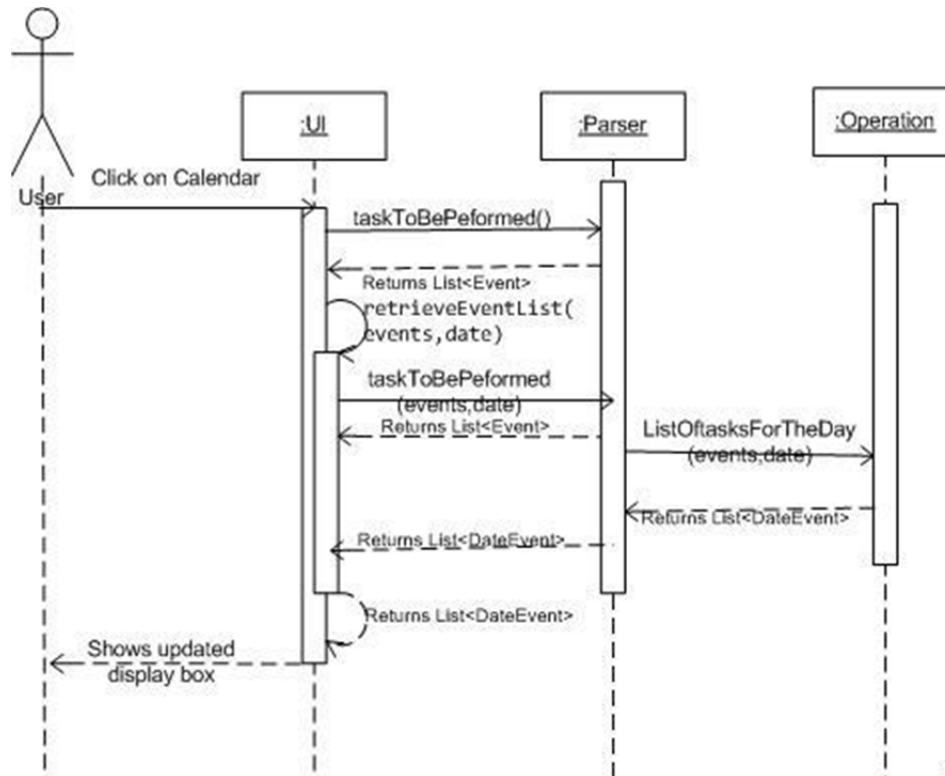 :UI
:Parser
:Operation
User
Click on Calendar
taskToBePeformed()
Returns List<Event>
retrieveEventList(
events,date)
taskToBePeformed
(events,date)
Returns List<Event>
ListOftasksForTheDay
(events,date)
Returns List<DateEvent>
Returns List<DateEvent>
Returns List<DateEvent>
Shows updated
display box